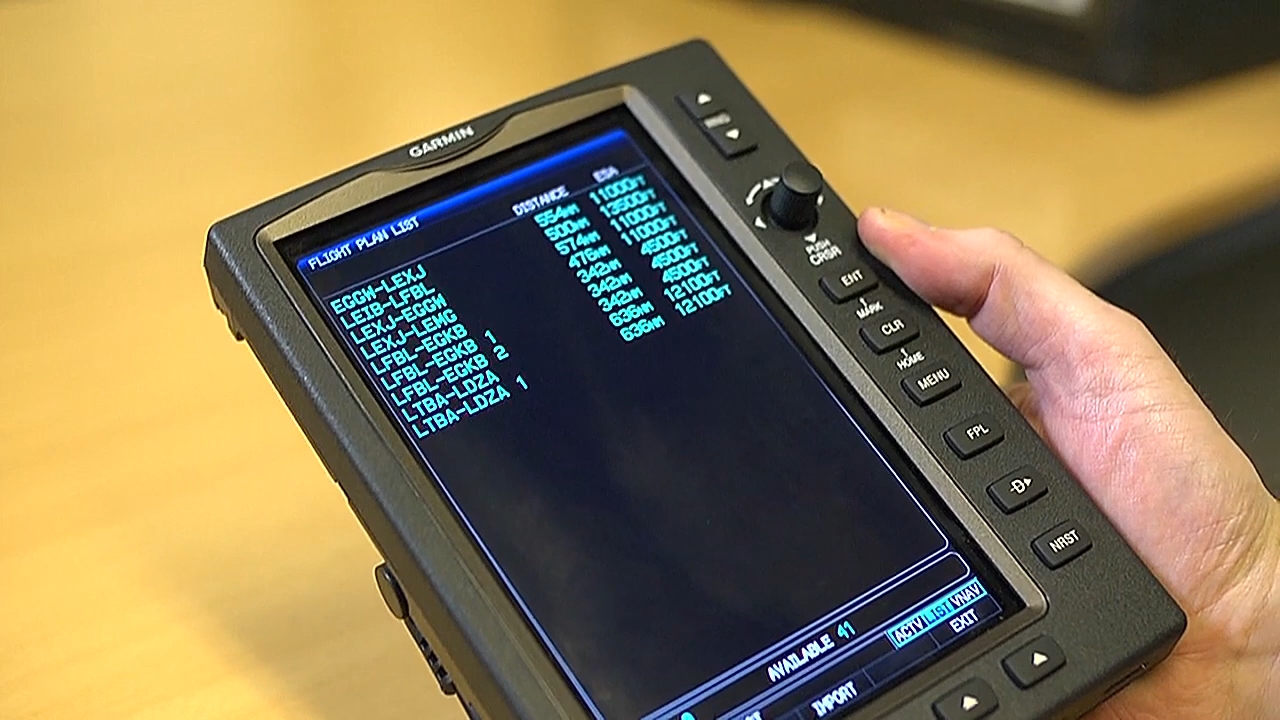 GARMIN
FLIGHT PLAN LIST
DISTANCE ESA
EGGW-LEXJ 554NM 11000FT
LEIB-LFBL 500NM 13500FT
LEXJ-EGGW 574NM 11000FT
LEXJ-LEMG 476NM 11000FT
LFBL-EGKB 342NM 4500FT
LFBL-EGKB 1 342NM 4500FT
LFBL-EGKB 2 342NM 4500FT
LTBA-LDZA 636NM 12100FT
LTBA-LDZA 1 636NM 12100FT
AVAILABLE 41
ACTV LIST VNAV
IMPORT EXIT
PUSH
CRSR
ENT
MARK
CLR
HOME
MENU
FPL
D
NRST